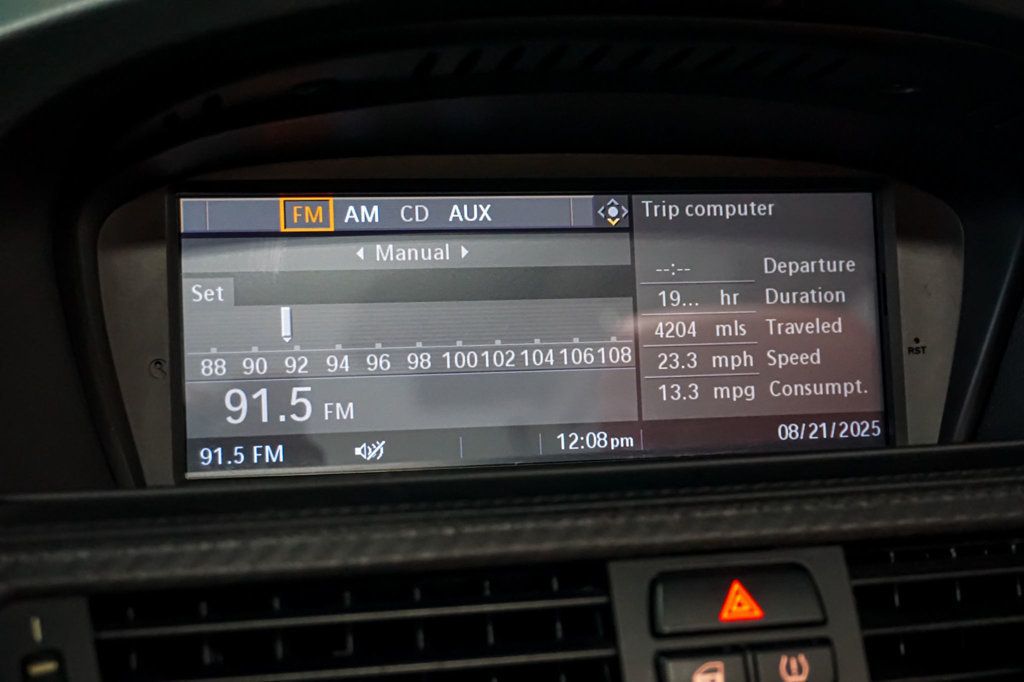 FM AM CD AUX
Manual
Set
88 90 92 94 96 98 100 102 104 106 108
91.5 FM
91.5 FM
12:08pm
Trip computer
--:-- Departure
19... hr Duration
4204 mls Traveled
23.3 mph Speed
13.3 mpg Consumpt.
08/21/2025
RST